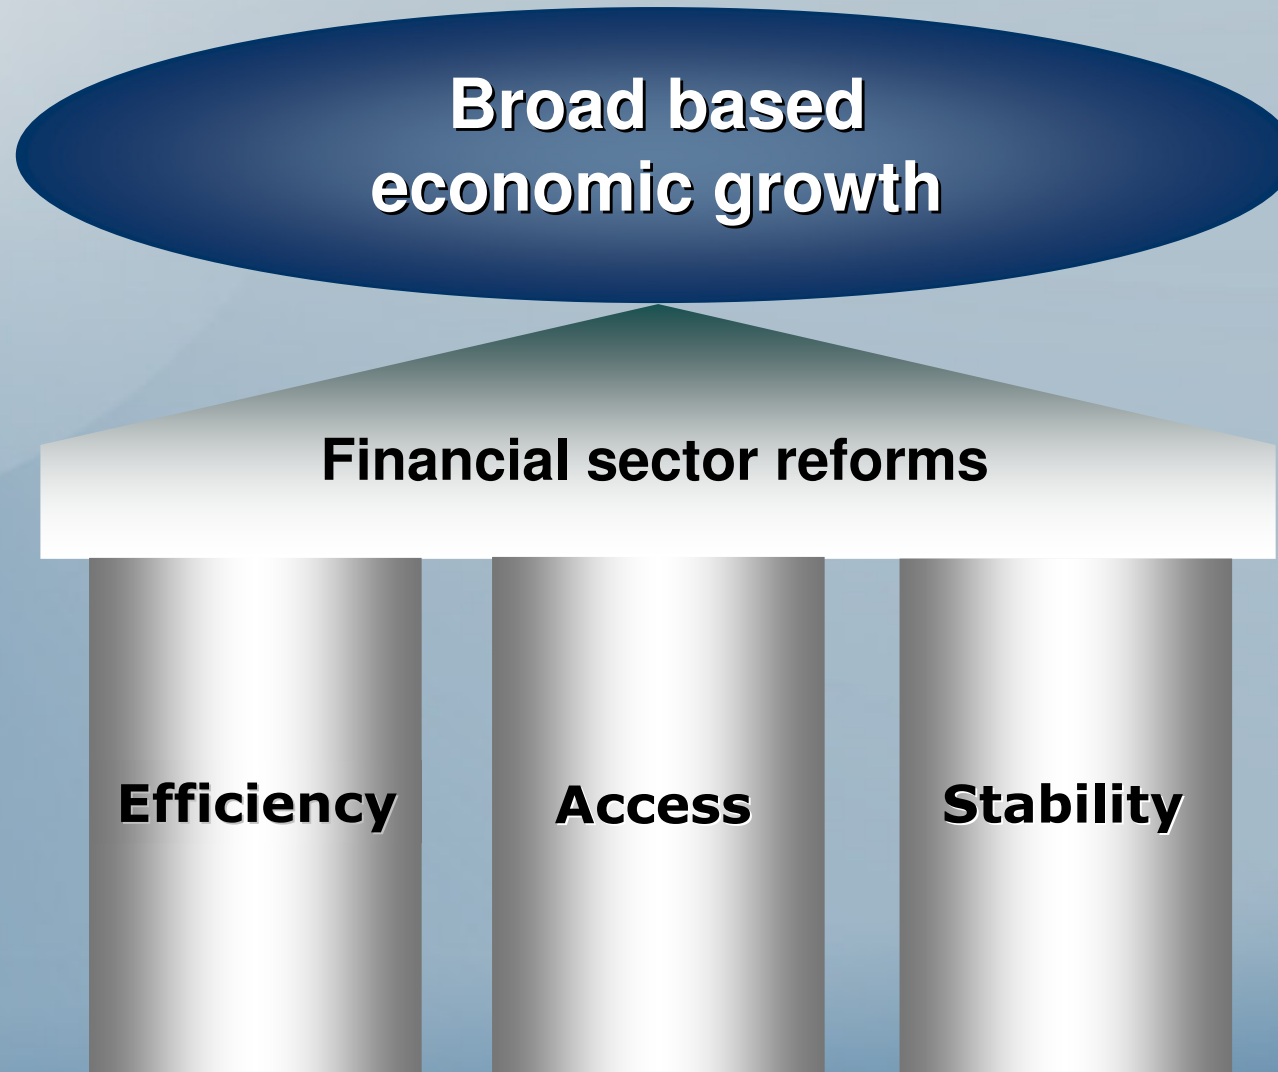 Broad based
economic growth
Financial sector reforms
Efficiency
Access
Stability